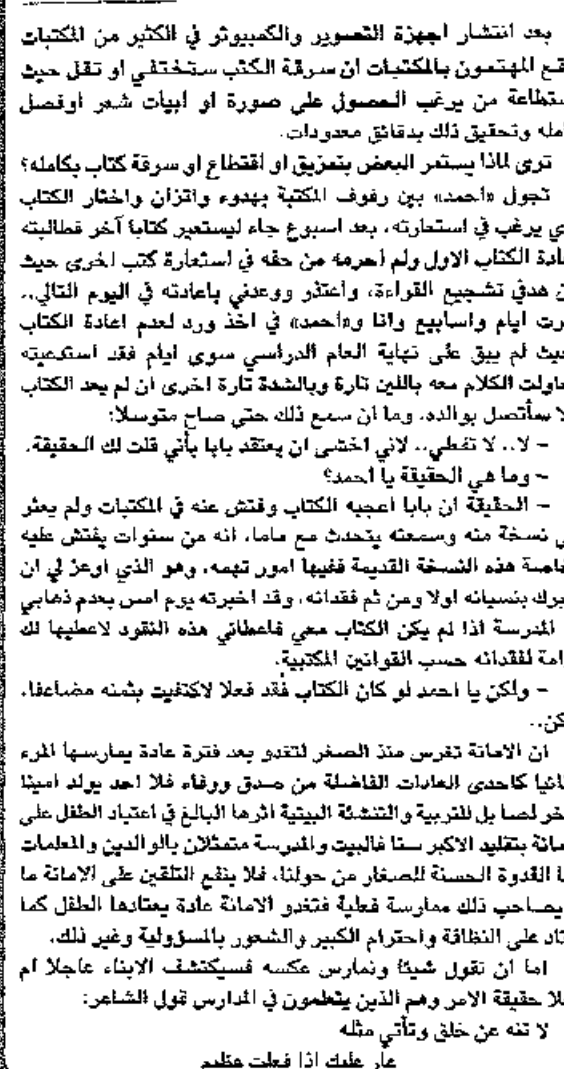 بعد انتشار اجهزة التصوير والكمبيوتر في الكثير من المكتبات
قع المهتمون بالمكتبات ان سرقة الكتب ستختفي او تقل حيث
ستطاعة من يرغب الحصول على صورة او ابيات شعر اوفصل
امله وتحقيق ذلك بدقائق معدودات.
ترى لماذا يستمر البعض بتمزيق او اقتطاع او سرقة كتاب بكامله؟
تجول «احمد» بين رفوف المكتبة بهدوء واتزان واختار الكتاب
ي يرغب في استعارته، بعد اسبوع جاء ليستعير كتابا آخر فطالبته
ادة الكتاب الاول ولم احرمه من حقه في استعارة كتب اخرى حيث
ن هدفي تشجيع القراءة، واعتذر ووعدني باعادته في اليوم التالي..
رت ايام واسابيع وانا و«احمد» في اخذ ورد لعدم اعادة الكتاب
حيث لم يبق على نهاية العام الدراسي سوى ايام فقد استدعيته
حاولت الكلام معه باللين تارة وبالشدة تارة اخرى ان لم يعد الكتاب
لا سأتصل بوالده، وما ان سمع ذلك حتى صاح متوسلا:
- لا.. لا تفعلي.. لاني اخشى ان يعتقد بابا بأني قلت لك الحقيقة.
- وما هي الحقيقة يا احمد؟
- الحقيقة ان بابا اعجبه الكتاب وفتش عنه في المكتبات ولم يعثر
ى نسخة منه وسمعته يتحدث مع ماما، انه من سنوات يفتش عليه
خاصة هذه النسخة القديمة ففيها امور تهمه، وهو الذي اوعز لي ان
برك بنسيانه اولا ومن ثم فقدانه، وقد اخبرته يوم امس بعدم ذهابي
المدرسة اذا لم يكن الكتاب معي فاعطاني هذه النقود لاعطيها لك
امة لفقدانه حسب القوانين المكتبية.
- ولكن يا احمد لو كان الكتاب فقد فعلا لاكتفيت بثمنه مضاعفا،
كن..
ان الامانة تغرس منذ الصغر لتغدو بعد فترة عادة يمارسها المرء
ائيا كاحدى العادات الفاضلة من صدق ووفاء فلا احد يولد امينا
خر لصا بل للتربية والتنشئة البيتية اثرها البالغ في اعتياد الطفل على
مانة بتقليد الاكبر سنا فالبيت والمدرسة متمثلان بالوالدين والمعلمات
ا القدوة الحسنة للصغار من حولنا، فلا ينفع التلقين على الامانة ما
يصاحب ذلك ممارسة فعلية فتغدو الامانة عادة يعتادها الطفل كما
تاد على النظافة واحترام الكبير والشعور بالمسؤولية وغير ذلك.
اما ان نقول شيئا ونمارس عكسه فسيكتشف الابناء عاجلا ام
لا حقيقة الامر وهم الذين يتعلمون في المدارس قول الشاعر:
لا تنه عن خلق وتأتي مثله
عار عليك اذا فعلت عظيم